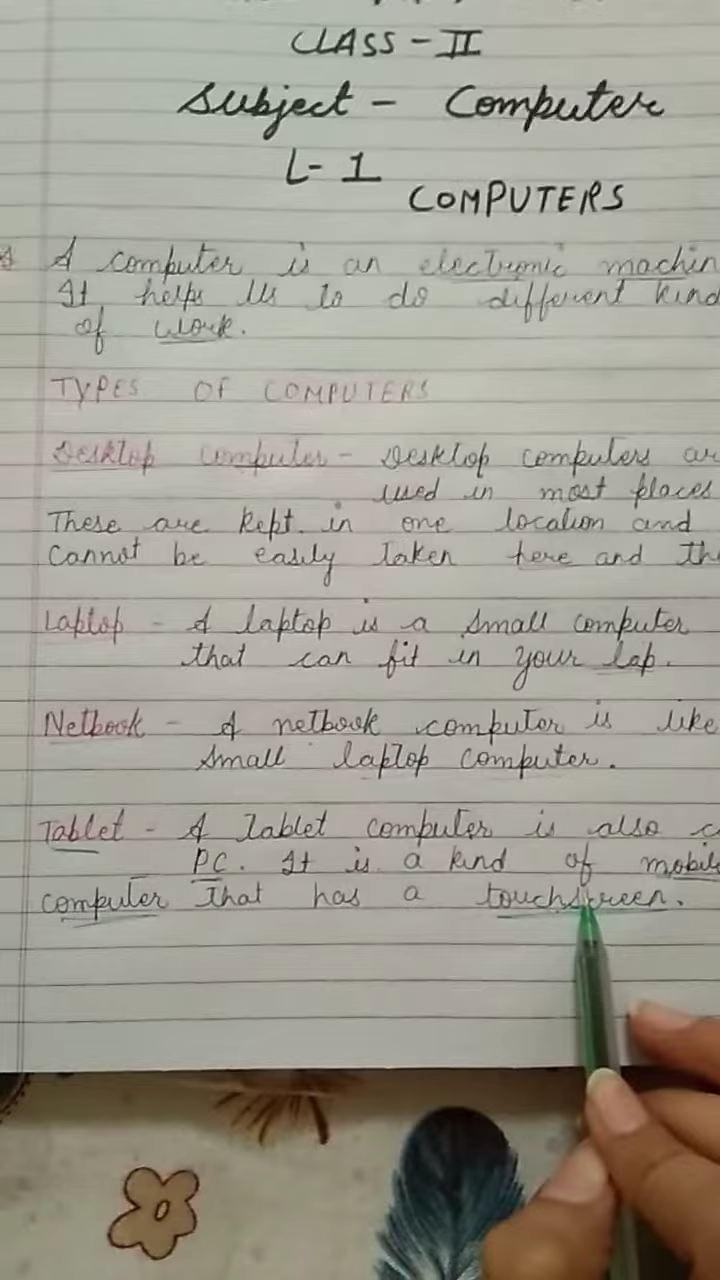 CLASS - II
Subject - Computer
L- 1
COMPUTERS
A computer is an electronic machin
It helps us to do different kind
of work.
TYPES OF COMPUTERS
Desktop computer - Desktop computers ar
used in most places
These are kept in one location and
cannot be easily taken here and the
Laptop - A laptop is a small computer
that can fit in your lap.
Netbook - A netbook computer is like
small laptop computer.
Tablet - A tablet computer is also c
PC. It is a kind of mobile
computer that has a touchscreen.